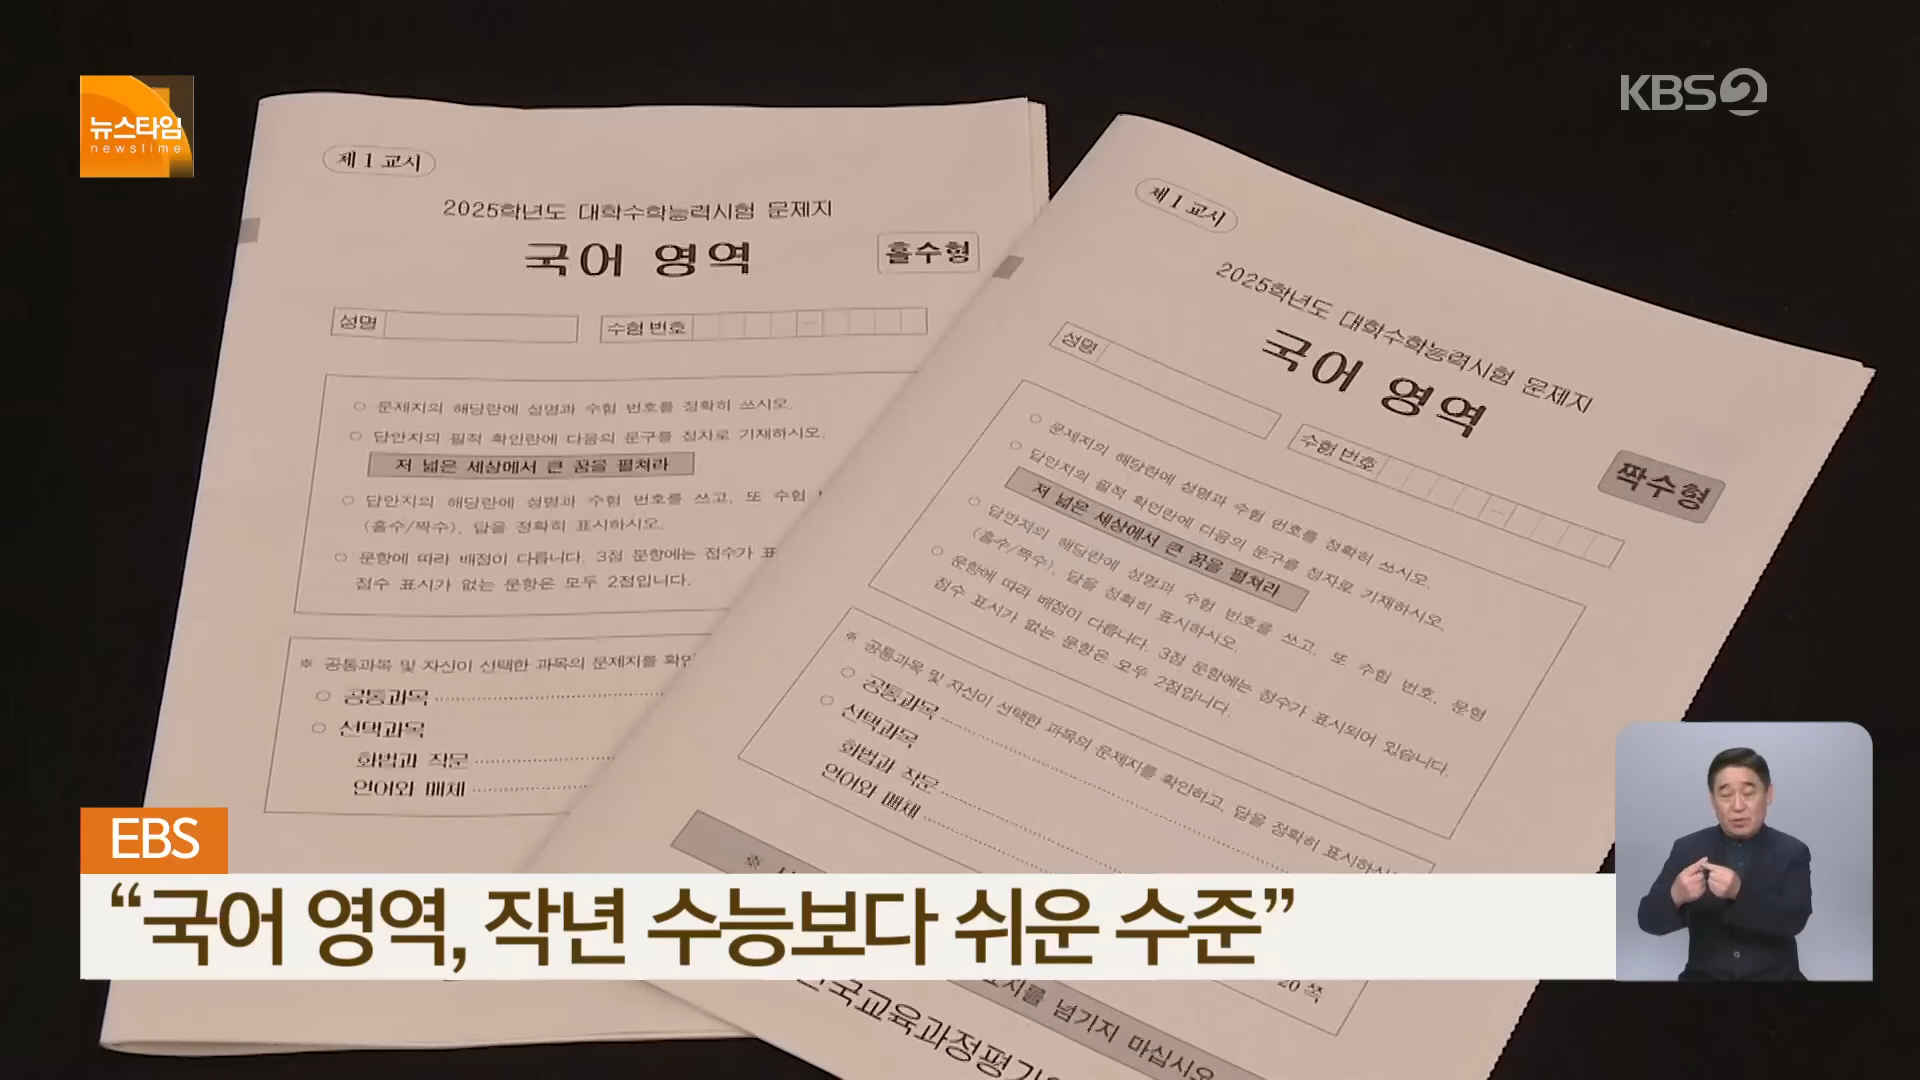 뉴스타임
newstime
KBS2
제 1 교시
2025학년도 대학수학능력시험 문제지
국어 영역
홀수형
성명
수험 번호
○ 문제지의 해당란에 성명과 수험 번호를 정확히 쓰시오.
○ 답안지의 필적 확인란에 다음의 문구를 정자로 기재하시오.
저 넓은 세상에서 큰 꿈을 펼쳐라
○ 답안지의 해당란에 성명과 수험 번호를 쓰고, 또 수험
(홀수/짝수), 답을 정확히 표시하시오.
○ 문항에 따라 배점이 다릅니다. 3점 문항에는 점수가 표
점수 표시가 없는 문항은 모두 2점입니다.
※ 공통과목 및 자신이 선택한 과목의 문제지를 확인
○ 공통과목
○ 선택과목
화법과 작문
언어와 매체
제 1 교시
2025학년도 대학수학능력시험 문제지
국어 영역
짝수형
성명
수험 번호
○ 문제지의 해당란에 성명과 수험 번호를 정확히 쓰시오.
○ 답안지의 필적 확인란에 다음의 문구를 정자로 기재하시오.
저 넓은 세상에서 큰 꿈을 펼쳐라
○ 답안지의 해당란에 성명과 수험 번호를 쓰고, 또 수험 번호, 문형
(홀수/짝수), 답을 정확히 표시하시오.
○ 문항에 따라 배점이 다릅니다. 3점 문항에는 점수가 표시되어 있습니다.
점수 표시가 없는 문항은 모두 2점입니다.
※ 공통과목 및 자신이 선택한 과목의 문제지를 확인하고, 답을 정확히 표시하시
○ 공통과목
○ 선택과목
화법과 작문
언어와 매체
20 쪽
넘기지 마십시오
국교육과정평가
EBS
“국어 영역, 작년 수능보다 쉬운 수준”